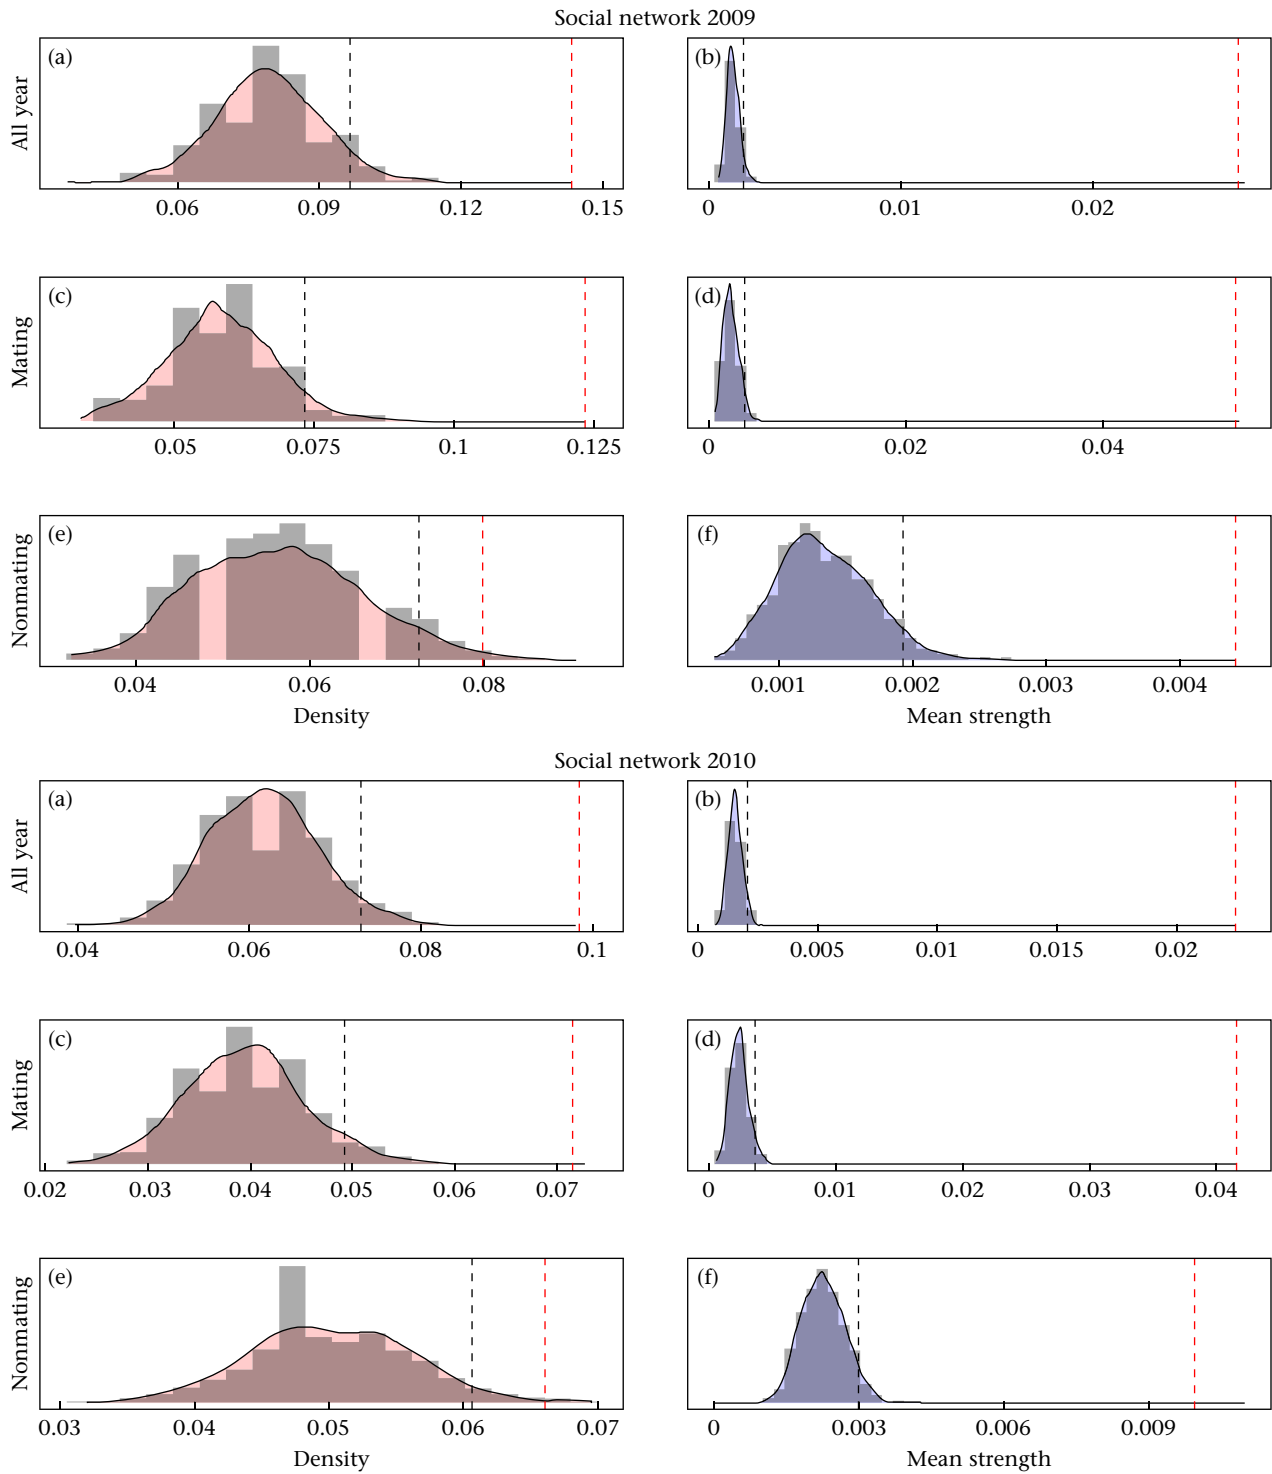 Social network 2009
All year
(a)
0.06 0.09 0.12 0.15
(b)
0 0.01 0.02
Mating
(c)
0.05 0.075 0.1 0.125
(d)
0 0.02 0.04
Nonmating
(e)
0.04 0.06 0.08
Density
(f)
0.001 0.002 0.003 0.004
Mean strength
Social network 2010
All year
(a)
0.04 0.06 0.08 0.1
(b)
0 0.005 0.01 0.015 0.02
Mating
(c)
0.02 0.03 0.04 0.05 0.06 0.07
(d)
0 0.01 0.02 0.03 0.04
Nonmating
(e)
0.03 0.04 0.05 0.06 0.07
Density
(f)
0 0.003 0.006 0.009
Mean strength